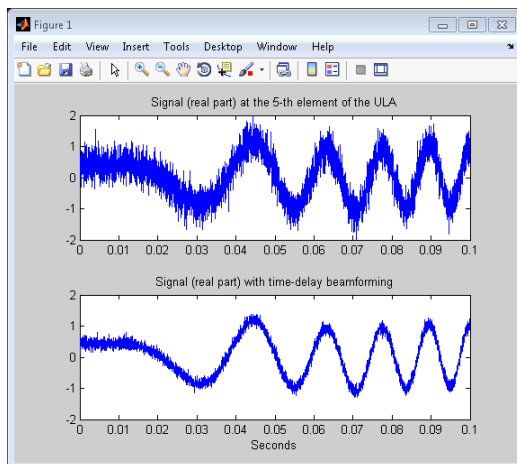 Figure 1
File Edit View Insert Tools Desktop Window Help
Signal (real part) at the 5-th element of the ULA
2
1
0
-1
-2
0 0.01 0.02 0.03 0.04 0.05 0.06 0.07 0.08 0.09 0.1
Signal (real part) with time-delay beamforming
2
1
0
-1
-2
0 0.01 0.02 0.03 0.04 0.05 0.06 0.07 0.08 0.09 0.1
Seconds